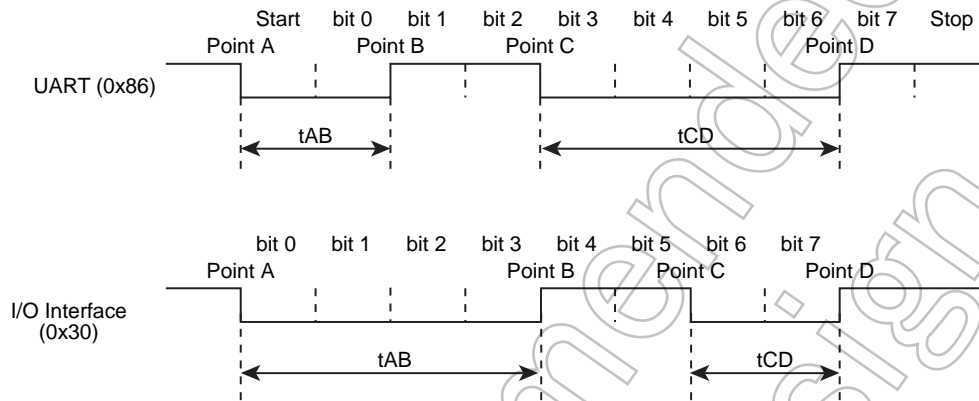 Start bit 0 bit 1 bit 2 bit 3 bit 4 bit 5 bit 6 bit 7 Stop
Point A Point B Point C Point D
UART (0x86)
tAB tCD
bit 0 bit 1 bit 2 bit 3 bit 4 bit 5 bit 6 bit 7
Point A Point B Point C Point D
I/O Interface
(0x30)
tAB tCD
mended
sign